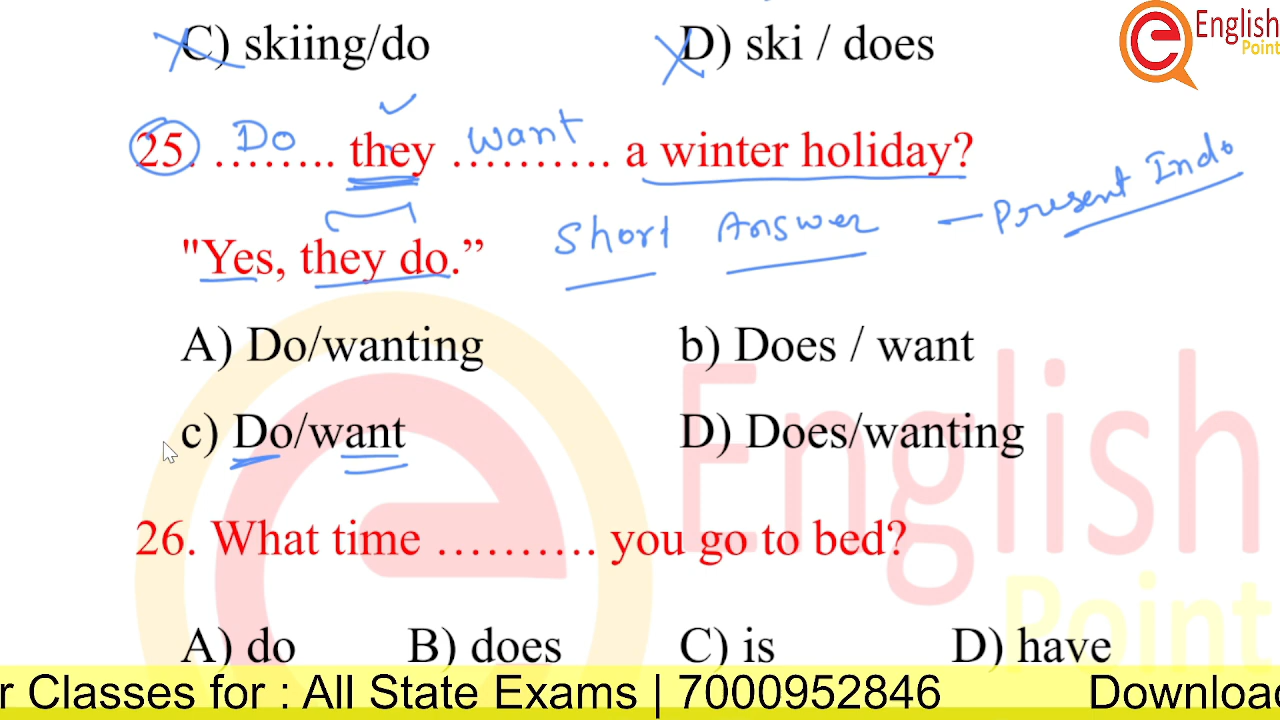 English
Point
C) skiing/do D) ski / does
Do want
25. …….. they ………. a winter holiday?
Short Answer – Present Indo
"Yes, they do.”
A) Do/wanting b) Does / want
c) Do/want D) Does/wanting
26. What time ………. you go to bed?
A) do B) does C) is D) have
English
Point
r Classes for : All State Exams | 7000952846 Download